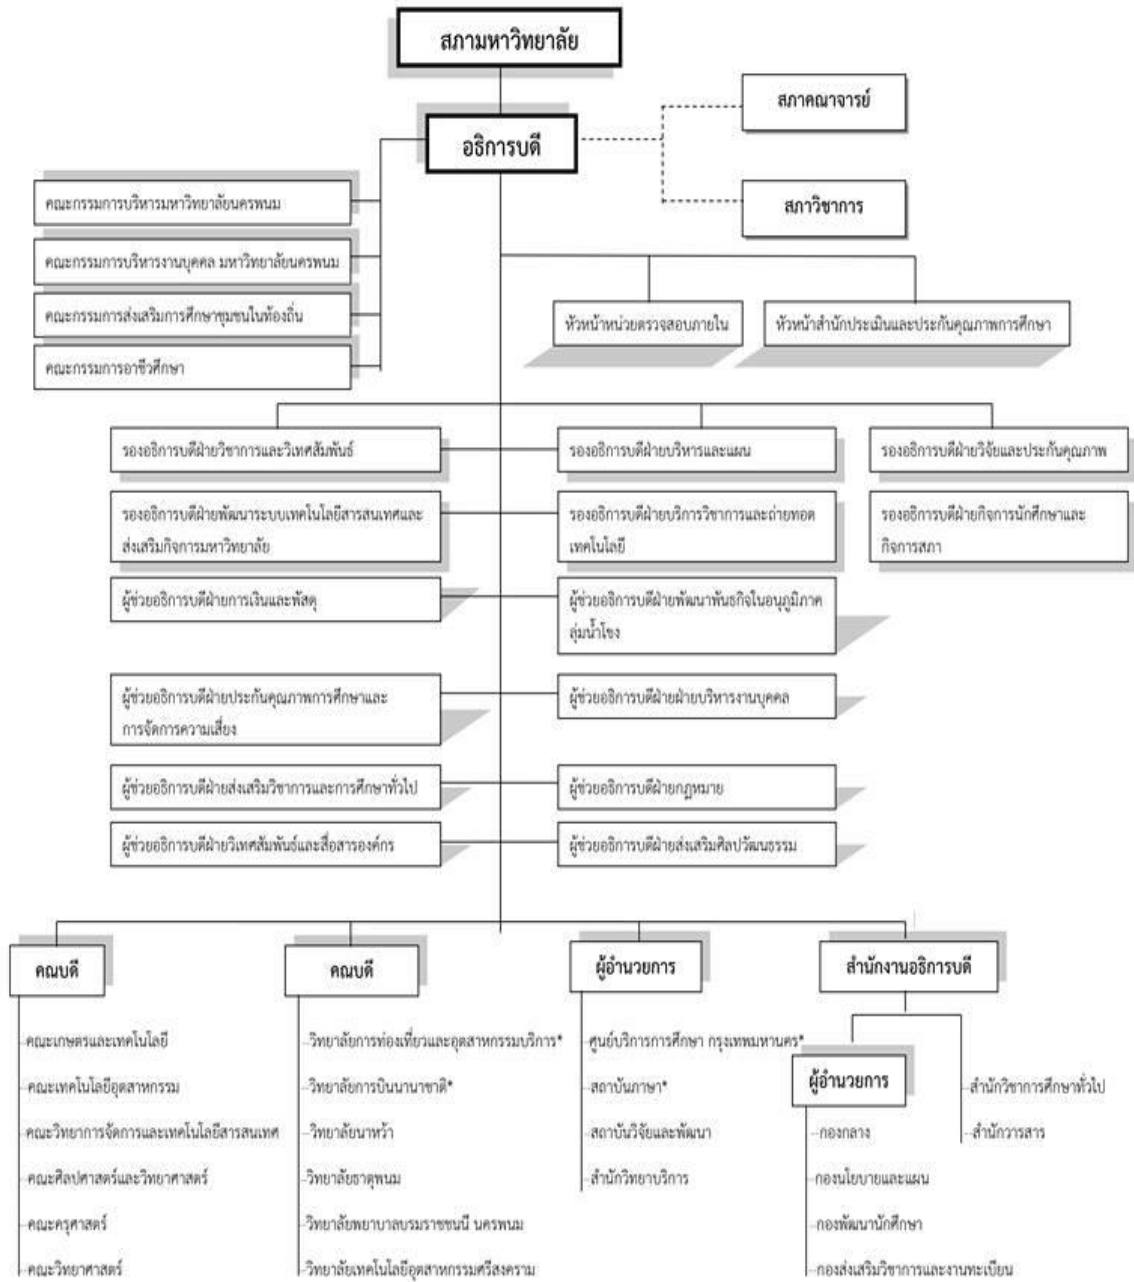 สภามหาวิทยาลัย
สภาคณาจารย์
อธิการบดี
สภาวิชาการ
คณะกรรมการบริหารมหาวิทยาลัยนครพนม
คณะกรรมการบริหารงานบุคคล มหาวิทยาลัยนครพนม
คณะกรรมการส่งเสริมการศึกษาชุมชนในท้องถิ่น
คณะกรรมการอาชีวศึกษา
หัวหน้าหน่วยตรวจสอบภายใน
หัวหน้าสำนักประเมินและประกันคุณภาพการศึกษา
รองอธิการบดีฝ่ายวิชาการและวิเทศสัมพันธ์
รองอธิการบดีฝ่ายบริหารและแผน
รองอธิการบดีฝ่ายวิจัยและประกันคุณภาพ
รองอธิการบดีฝ่ายพัฒนาระบบเทคโนโลยีสารสนเทศและ
ส่งเสริมกิจการมหาวิทยาลัย
รองอธิการบดีฝ่ายบริการวิชาการและถ่ายทอด
เทคโนโลยี
รองอธิการบดีฝ่ายกิจการนักศึกษาและ
กิจการสภา
ผู้ช่วยอธิการบดีฝ่ายการเงินและพัสดุ
ผู้ช่วยอธิการบดีฝ่ายพัฒนาพันธกิจในอนุภูมิภาค
ลุ่มน้ำโขง
ผู้ช่วยอธิการบดีฝ่ายประกันคุณภาพการศึกษาและ
การจัดการความเสี่ยง
ผู้ช่วยอธิการบดีฝ่ายฝ่ายบริหารงานบุคคล
ผู้ช่วยอธิการบดีฝ่ายส่งเสริมวิชาการและการศึกษาทั่วไป
ผู้ช่วยอธิการบดีฝ่ายกฎหมาย
ผู้ช่วยอธิการบดีฝ่ายวิเทศสัมพันธ์และสื่อสารองค์กร
ผู้ช่วยอธิการบดีฝ่ายส่งเสริมศิลปวัฒนธรรม
คณบดี
คณะเกษตรและเทคโนโลยี
คณะเทคโนโลยีอุตสาหกรรม
คณะวิทยาการจัดการและเทคโนโลยีสารสนเทศ
คณะศิลปศาสตร์และวิทยาศาสตร์
คณะครุศาสตร์
คณะวิทยาศาสตร์
คณบดี
วิทยาลัยการท่องเที่ยวและอุตสาหกรรมบริการ*
วิทยาลัยการบินนานาชาติ*
วิทยาลัยนาหว้า
วิทยาลัยธาตุพนม
วิทยาลัยพยาบาลบรมราชชนนี นครพนม
วิทยาลัยเทคโนโลยีอุตสาหกรรมศรีสงคราม
ผู้อำนวยการ
ศูนย์บริการการศึกษา กรุงเทพมหานคร*
สถาบันภาษา*
สถาบันวิจัยและพัฒนา
สำนักวิทยาบริการ
สำนักงานอธิการบดี
ผู้อำนวยการ
กองกลาง
กองนโยบายและแผน
กองพัฒนานักศึกษา
กองส่งเสริมวิชาการและงานทะเบียน
สำนักวิชาการศึกษาทั่วไป
สำนักวารสาร